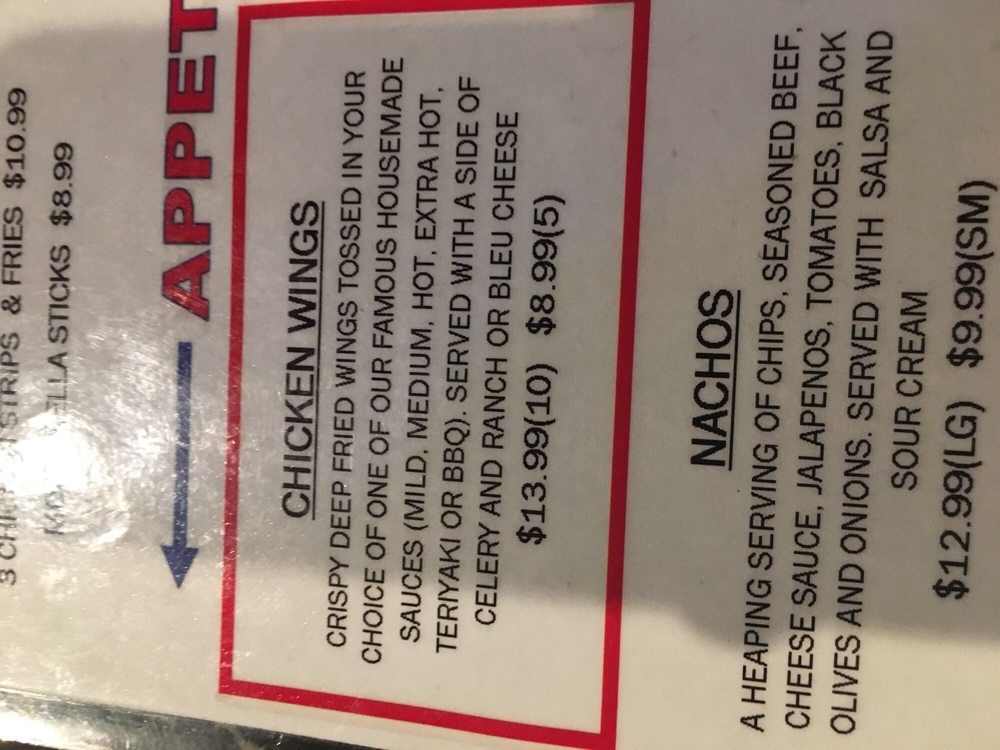 3 STRIPS & FRIES $10.99
STICKS $8.99
APPET
CHICKEN WINGS
CRISPY DEEP FRIED WINGS TOSSED IN YOUR
CHOICE OF ONE OF OUR FAMOUS HOUSEMADE
SAUCES (MILD, MEDIUM, HOT, EXTRA HOT,
TERIYAKI OR BBQ). SERVED WITH A SIDE OF
CELERY AND RANCH OR BLEU CHEESE
$13.99(10) $8.99(5)
NACHOS
A HEAPING SERVING OF CHIPS, SEASONED BEEF,
CHEESE SAUCE, JALAPENOS, TOMATOES, BLACK
OLIVES AND ONIONS. SERVED WITH SALSA AND
SOUR CREAM
$12.99(LG) $9.99(SM)